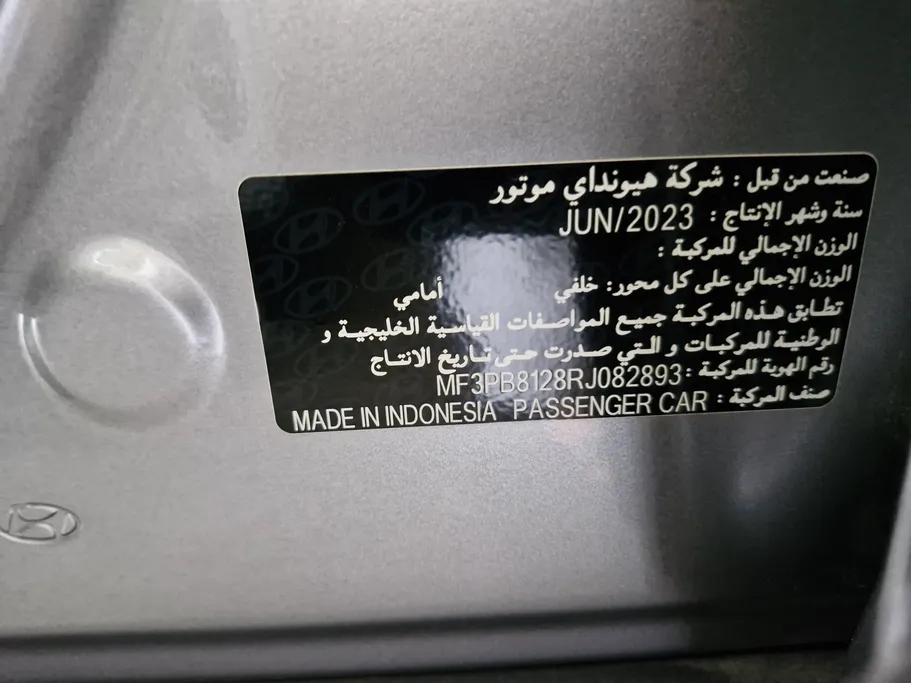 صنعت من قبل : شركة هيونداي موتور
سنة وشهر الإنتاج : JUN/2023
الوزن الإجمالي للمركبة :
الوزن الإجمالي على كل محور: خلفي أمامي
تطابق هذه المركبة جميع المواصفات القياسية الخليجية و
الوطنية للمركبات و التي صدرت حتى تاريخ الانتاج
رقم الهوية للمركبة : MF3PB8128RJ082893
صنف المركبة : PASSENGER CAR MADE IN INDONESIA